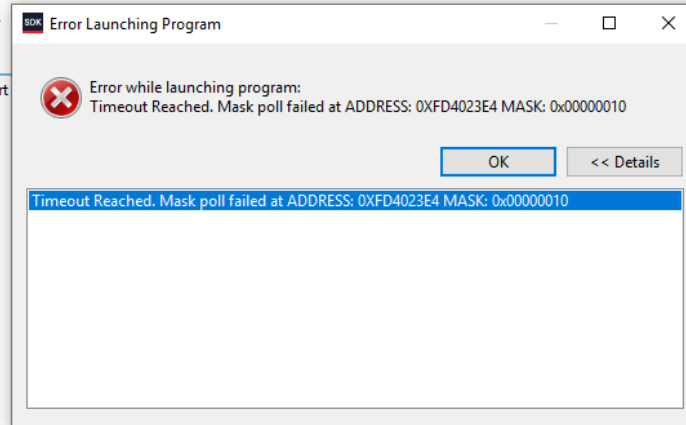 SDK Error Launching Program
rt
Error while launching program:
Timeout Reached. Mask poll failed at ADDRESS: 0XFD4023E4 MASK: 0x00000010
OK << Details
Timeout Reached. Mask poll failed at ADDRESS: 0XFD4023E4 MASK: 0x00000010